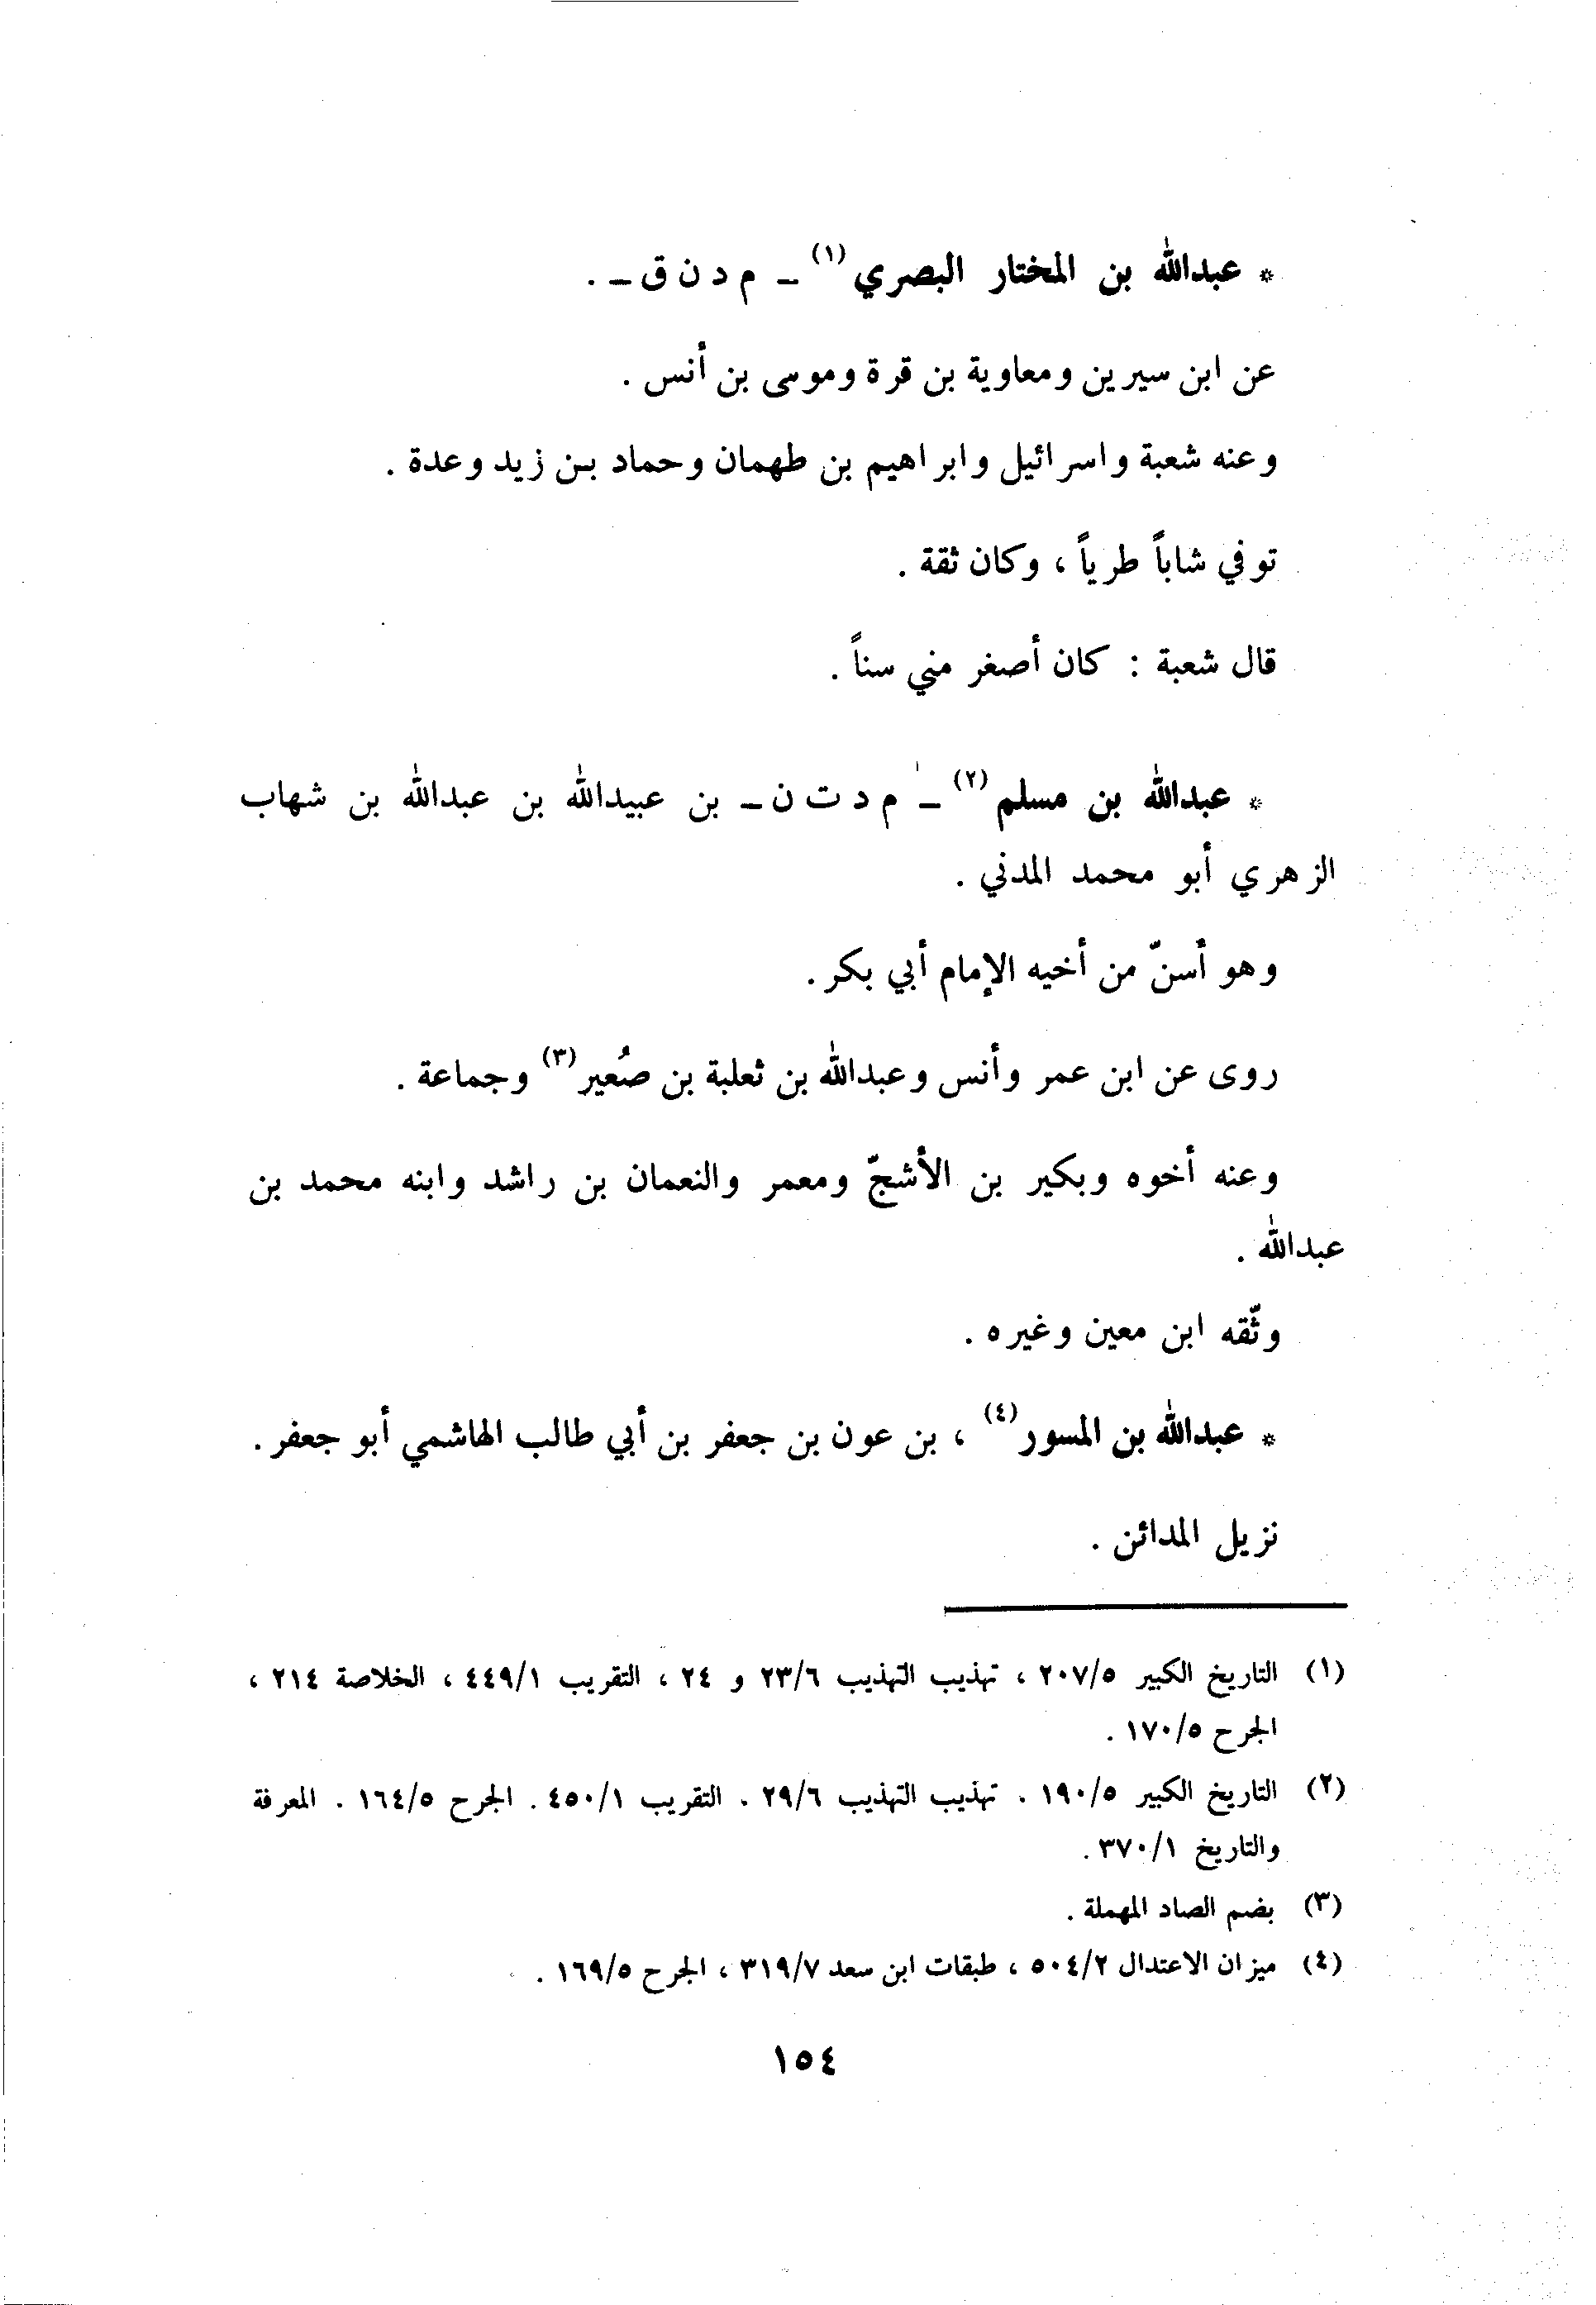 * عبدالله بن المختار البصري (١) ـ م د ن ق ـ .
عن ابن سيرين ومعاوية بن قرة وموسى بن أنس .
وعنه شعبة واسرائيل وابراهيم بن طهمان وحماد بن زيد وعدة .
توفي شاباً طرياً ، وكان ثقة .
قال شعبة : كان أصغر مني سناً .
* عبدالله بن مسلم (٢) ـ م د ت ن ـ بن عبيدالله بن عبدالله بن شهاب
الزهري أبو محمد المدني .
وهو أسنّ من أخيه الإمام أبي بكر .
روى عن ابن عمر وأنس وعبدالله بن ثعلبة بن صُعير (٣) وجماعة .
وعنه أخوه وبكير بن الأشجّ ومعمر والنعمان بن راشد وابنه محمد بن
عبدالله .
وثّقه ابن معين وغيره .
* عبدالله بن المسور (٤) ، بن عون بن جعفر بن أبي طالب الهاشمي أبو جعفر .
نزيل المدائن .
(١) التاريخ الكبير ٢٠٧/٥ ، تهذيب التهذيب ٢٣/٦ و ٢٤ ، التقريب ٤٤٩/١ ، الخلاصة ٢١٤ ،
الجرح ١٧٠/٥ .
(٢) التاريخ الكبير ١٩٠/٥ . تهذيب التهذيب ٢٩/٦ . التقريب ٤٥٠/١ . الجرح ١٦٤/٥ . المعرفة
والتاريخ ٣٧٠/١ .
(٣) بضم الصاد المهملة .
(٤) ميزان الاعتدال ٥٠٤/٢ ، طبقات ابن سعد ٣١٩/٧ ، الجرح ١٦٩/٥ .
١٥٤